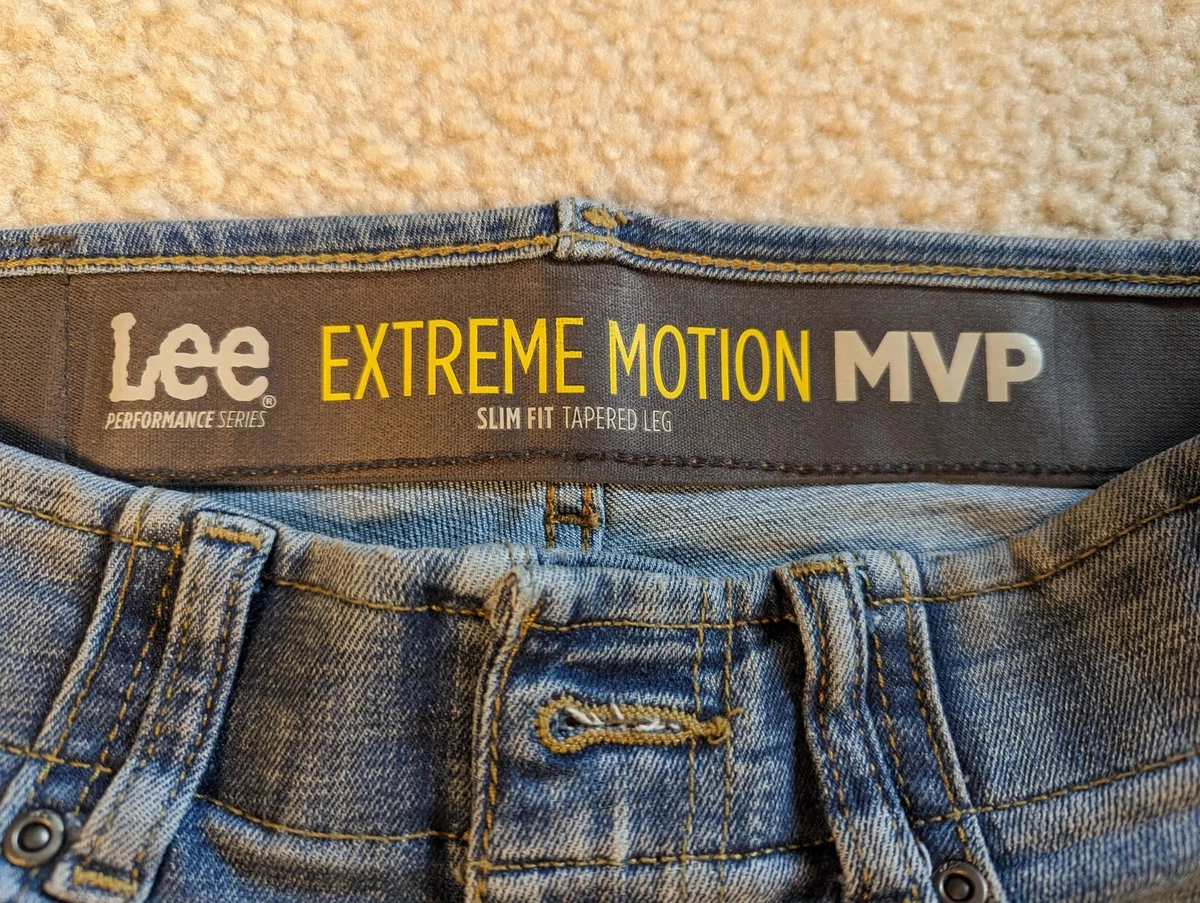 Lee® EXTREME MOTION MVP
PERFORMANCE SERIES SLIM FIT TAPERED LEG